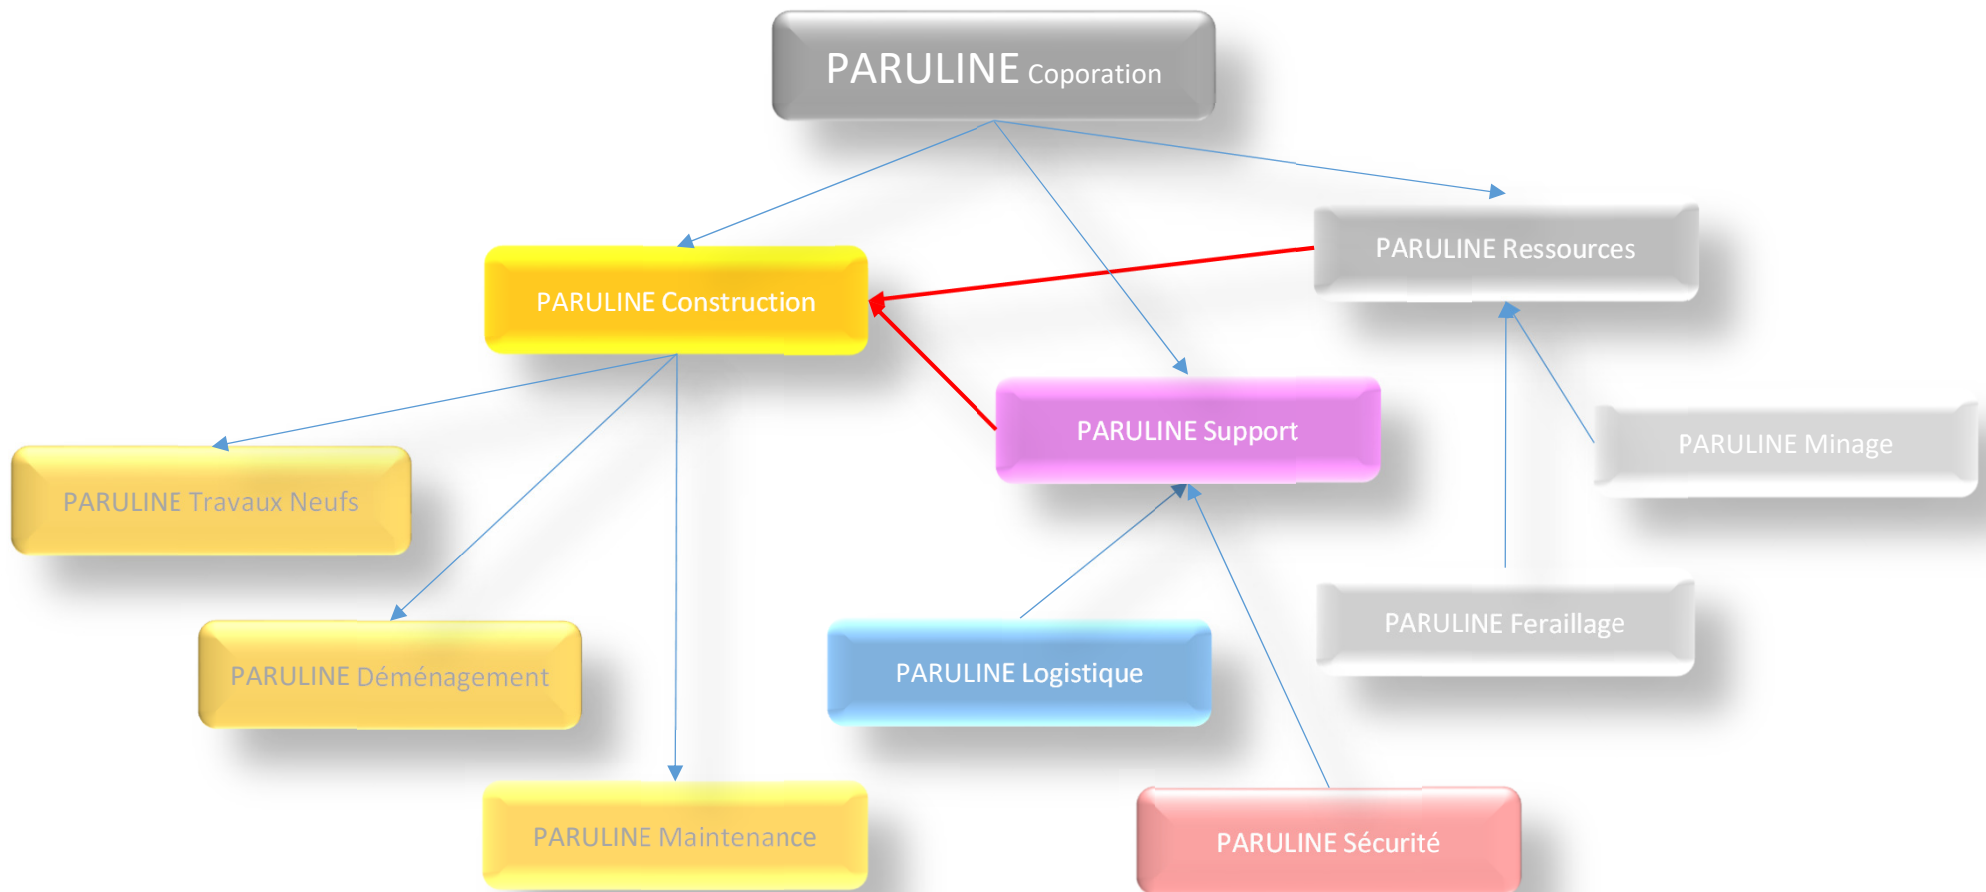 PARULINE Coporation
PARULINE Ressources
PARULINE Construction
PARULINE Support
PARULINE Minage
PARULINE Travaux Neufs
PARULINE Feraillage
PARULINE Déménagement
PARULINE Logistique
PARULINE Maintenance
PARULINE Sécurité